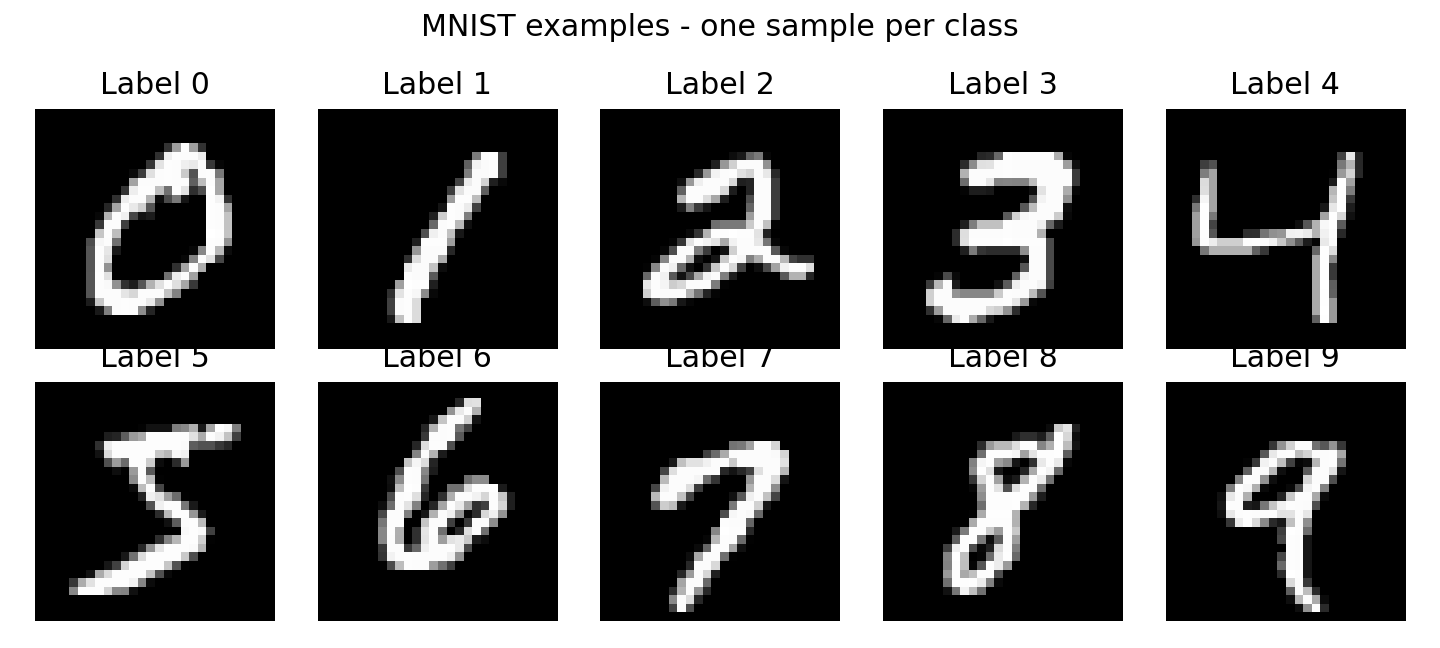 MNIST examples - one sample per class
Label 0 Label 1 Label 2 Label 3 Label 4
0 1 2 3 4
Label 5 Label 6 Label 7 Label 8 Label 9
5 6 7 8 9